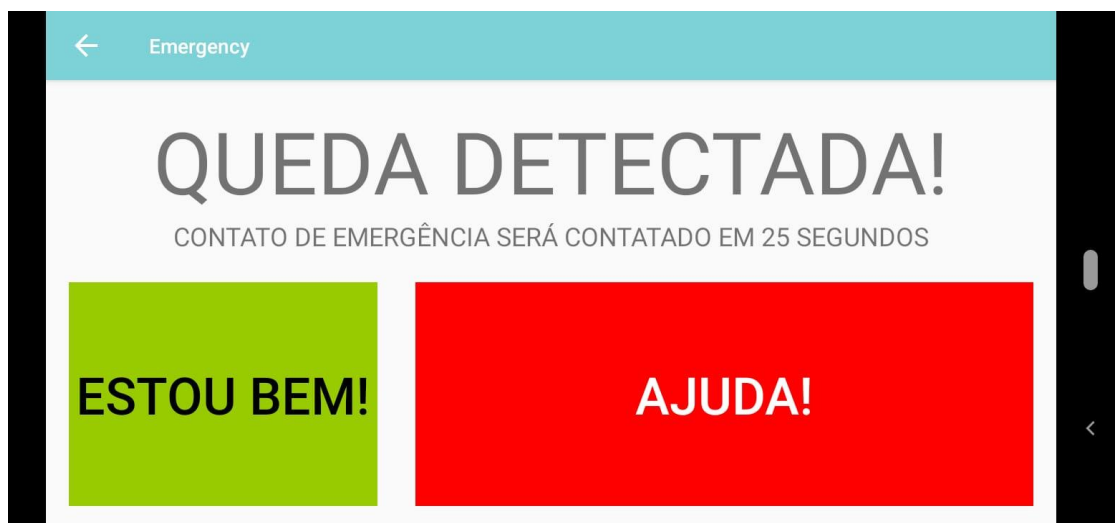 Emergency
QUEDA DETECTADA!
CONTATO DE EMERGÊNCIA SERÁ CONTATADO EM 25 SEGUNDOS
ESTOU BEM!
AJUDA!